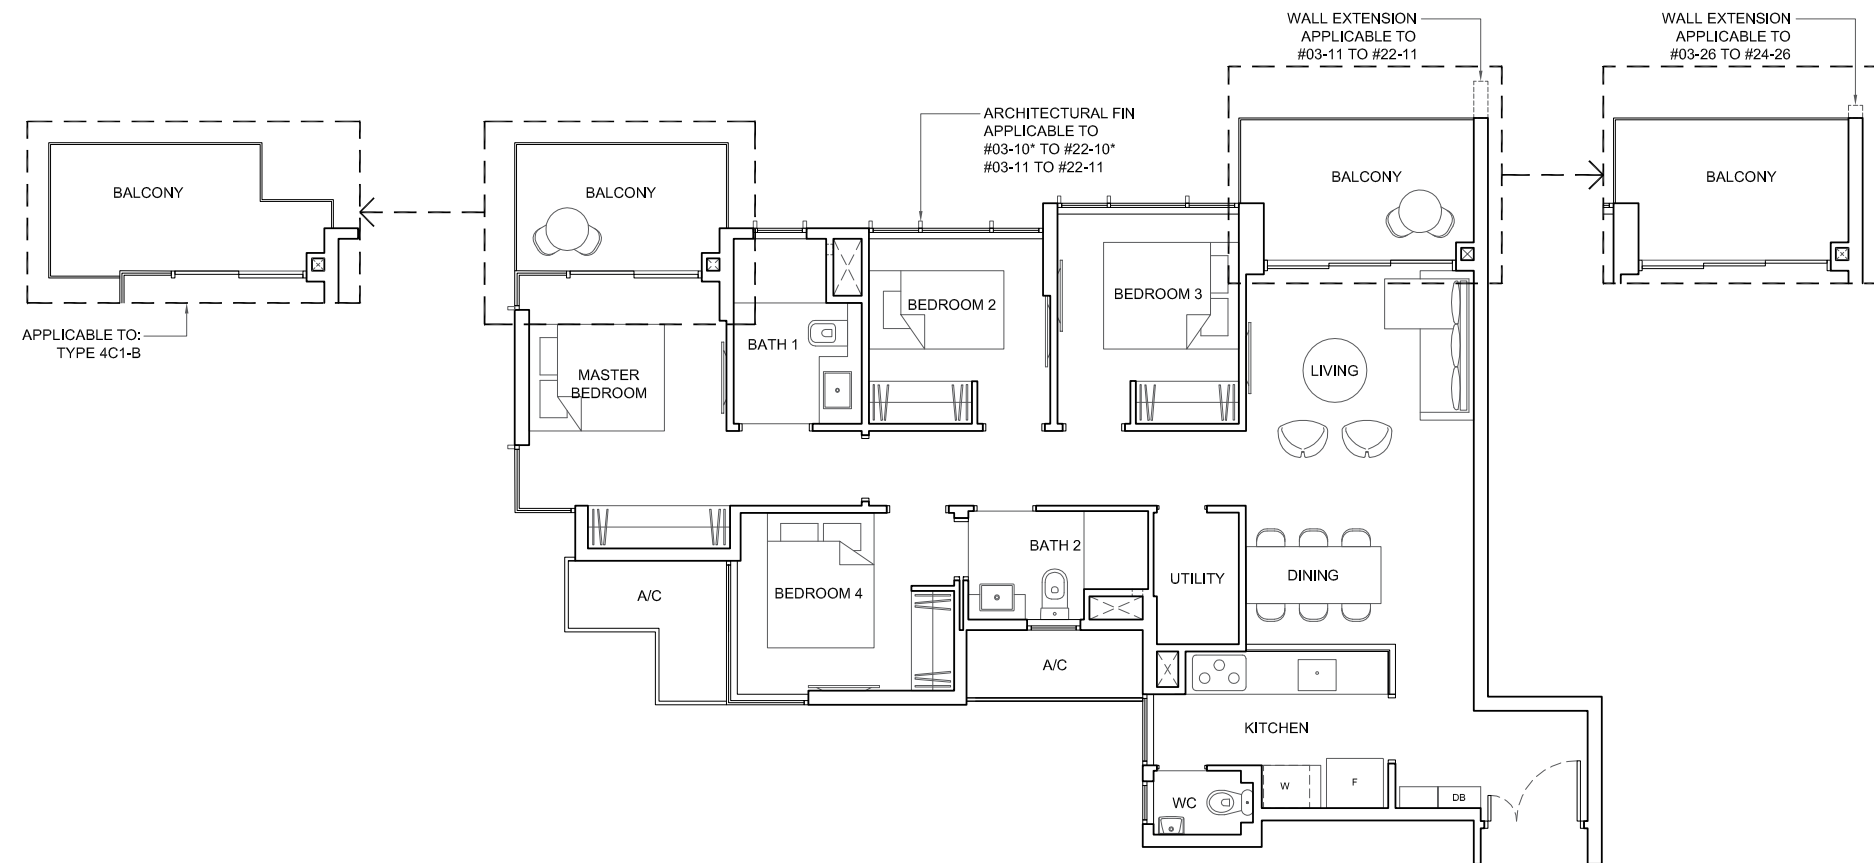 WALL EXTENSION
APPLICABLE TO
#03-11 TO #22-11
WALL EXTENSION
APPLICABLE TO
#03-26 TO #24-26
ARCHITECTURAL FIN
APPLICABLE TO
#03-10* TO #22-10*
#03-11 TO #22-11
BALCONY
BALCONY
BALCONY
BALCONY
APPLICABLE TO:
TYPE 4C1-B
BEDROOM 3
BEDROOM 2
BATH 1
MASTER
BEDROOM
LIVING
BATH 2
UTILITY
DINING
A/C
BEDROOM 4
A/C
KITCHEN
W
F
WC
DB